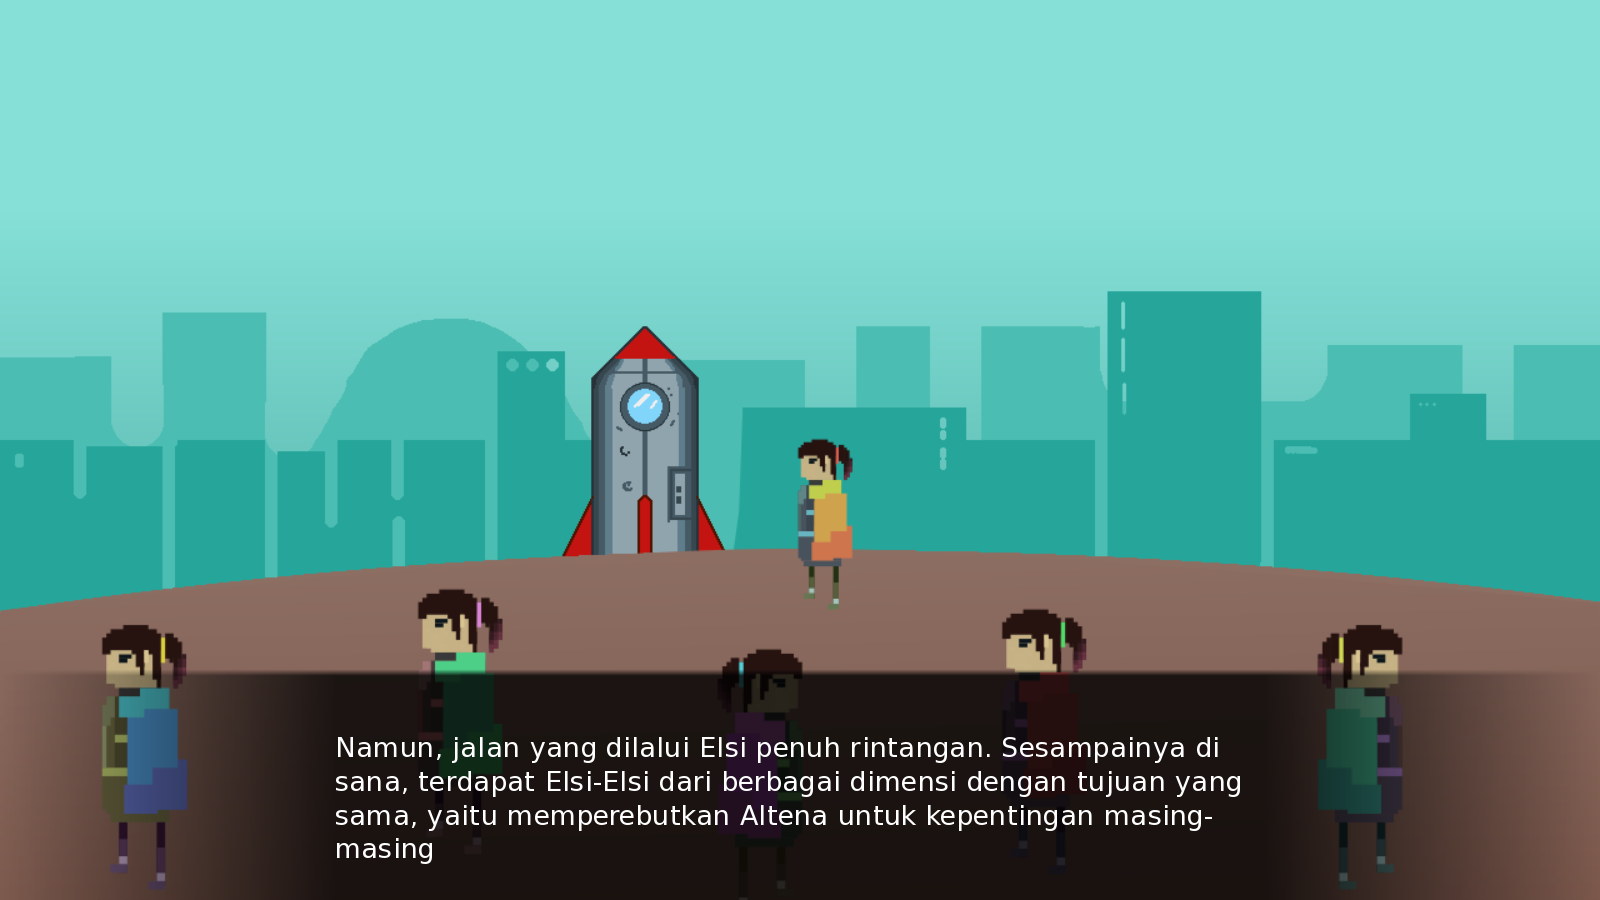 Namun, jalan yang dilalui Elsi penuh rintangan. Sesampainya di
sana, terdapat Elsi-Elsi dari berbagai dimensi dengan tujuan yang
sama, yaitu memperebutkan Altena untuk kepentingan masing-
masing